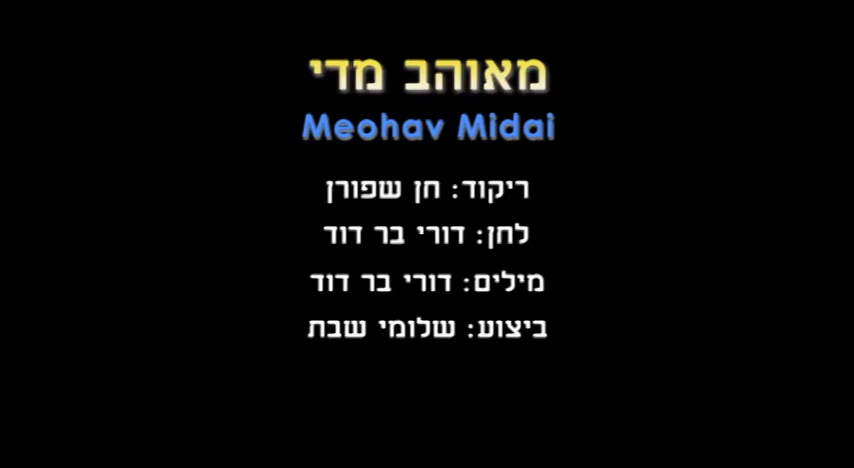 מאוהב מדי
Meohav Midai
ריקוד: חן שפורן
לחן: דורי בר דוד
מילים: דורי בר דוד
ביצוע: שלומי שבת